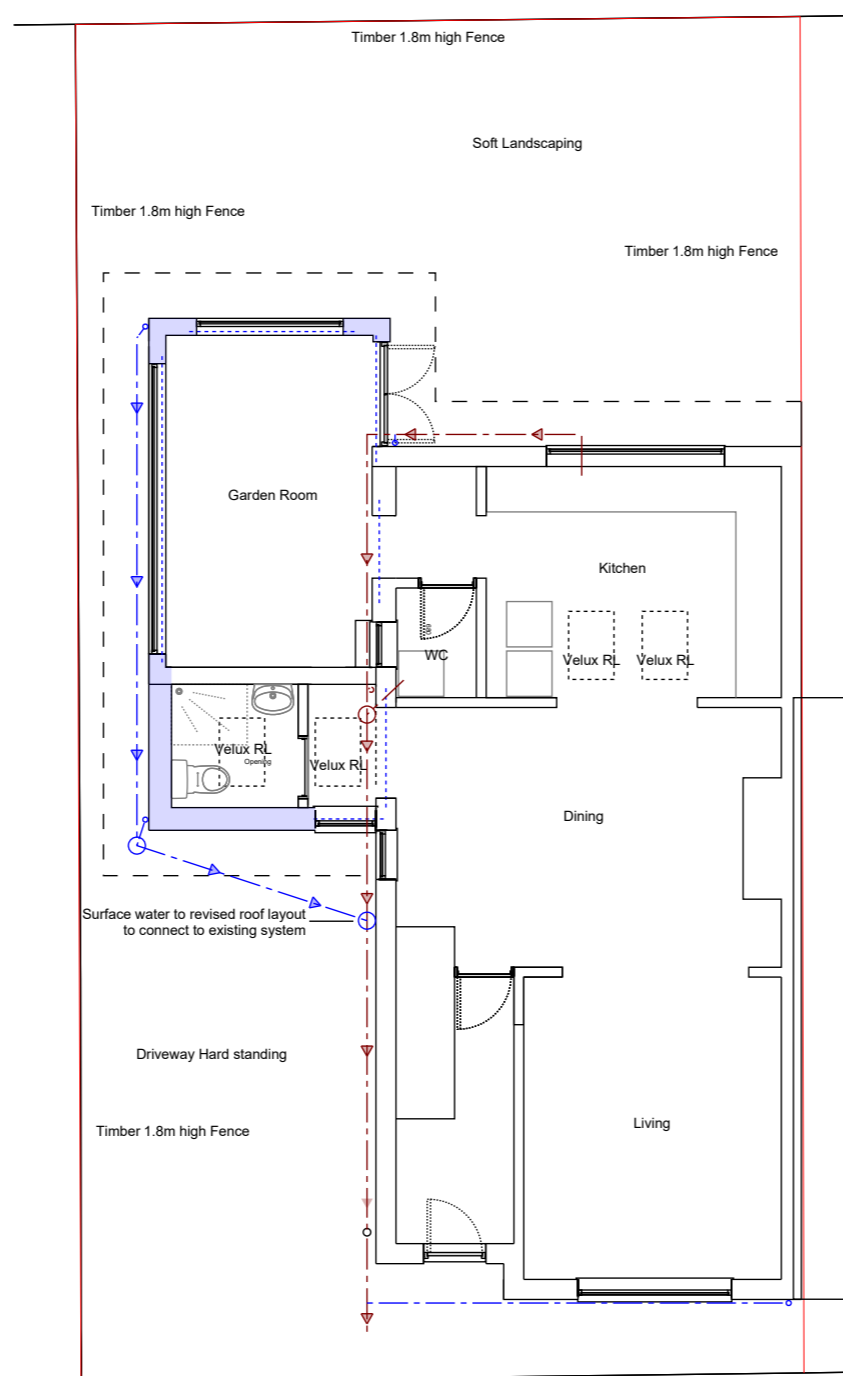 Timber 1.8m high Fence
Soft Landscaping
Timber 1.8m high Fence
Timber 1.8m high Fence
Garden Room
Kitchen
WC
Velux RL
Velux RL
Velux RL
Opening
Velux RL
Dining
Surface water to revised roof layout
to connect to existing system
Driveway Hard standing
Living
Timber 1.8m high Fence